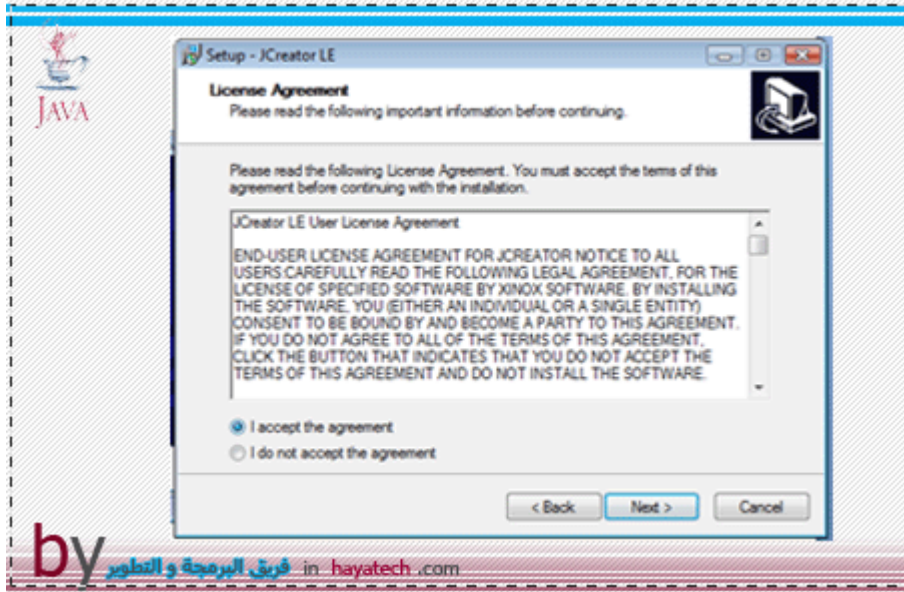 JAVA
Setup - JCreator LE
License Agreement
Please read the following important information before continuing.
Please read the following License Agreement. You must accept the terms of this
agreement before continuing with the installation.
JCreator LE User License Agreement
END-USER LICENSE AGREEMENT FOR JCREATOR NOTICE TO ALL
USERS:CAREFULLY READ THE FOLLOWING LEGAL AGREEMENT, FOR THE
LICENSE OF SPECIFIED SOFTWARE BY XINOX SOFTWARE. BY INSTALLING
THE SOFTWARE, YOU (EITHER AN INDIVIDUAL OR A SINGLE ENTITY)
CONSENT TO BE BOUND BY AND BECOME A PARTY TO THIS AGREEMENT.
IF YOU DO NOT AGREE TO ALL OF THE TERMS OF THIS AGREEMENT,
CLICK THE BUTTON THAT INDICATES THAT YOU DO NOT ACCEPT THE
TERMS OF THIS AGREEMENT AND DO NOT INSTALL THE SOFTWARE.
I accept the agreement
I do not accept the agreement
< Back Next > Cancel
by فريق البرمجة و التطوير in hayatech .com